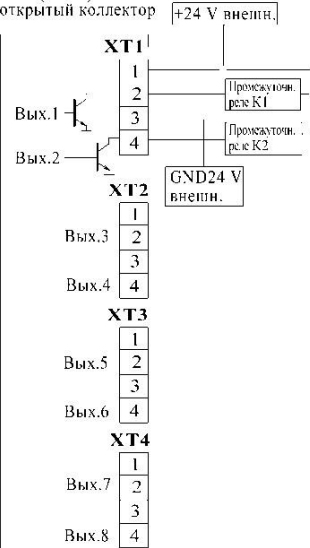 открытый коллектор
+24 V внешн.
XT1
1
2
3
4
Вых.1
Вых.2
Промежуточн.
реле К1
Промежуточн.
реле К2
GND24 V
внешн.
XT2
1
2
3
4
Вых.3
Вых.4
XT3
1
2
3
4
Вых.5
Вых.6
XT4
1
2
3
4
Вых.7
Вых.8